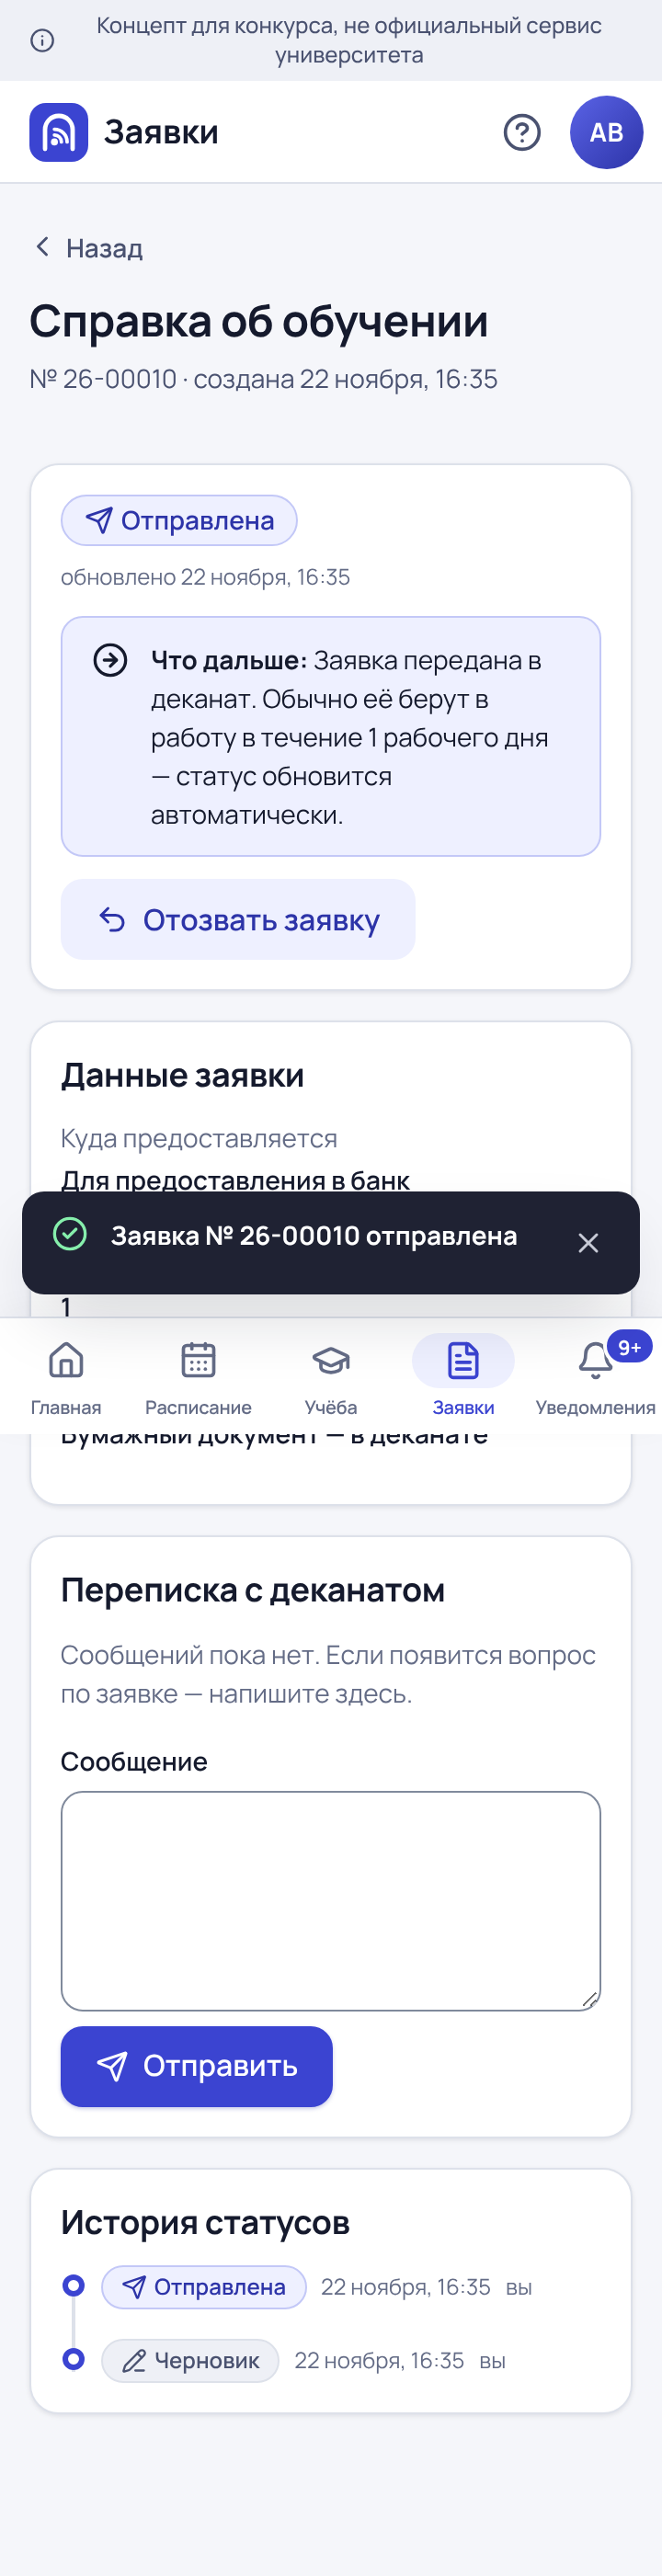 Концепт для конкурса, не официальный сервис
университета
Заявки
АВ
Назад
Справка об обучении
№ 26-00010 · создана 22 ноября, 16:35
Отправлена
обновлено 22 ноября, 16:35
Что дальше: Заявка передана в
деканат. Обычно её берут в
работу в течение 1 рабочего дня
— статус обновится
автоматически.
Отозвать заявку
Данные заявки
Куда предоставляется
Для предоставления в банк
Заявка № 26-00010 отправлена
1
9+
Главная
Расписание
Учёба
Заявки
Уведомления
Бумажный документ — в деканате
Переписка с деканатом
Сообщений пока нет. Если появится вопрос
по заявке — напишите здесь.
Сообщение
Отправить
История статусов
Отправлена 22 ноября, 16:35 вы
Черновик 22 ноября, 16:35 вы